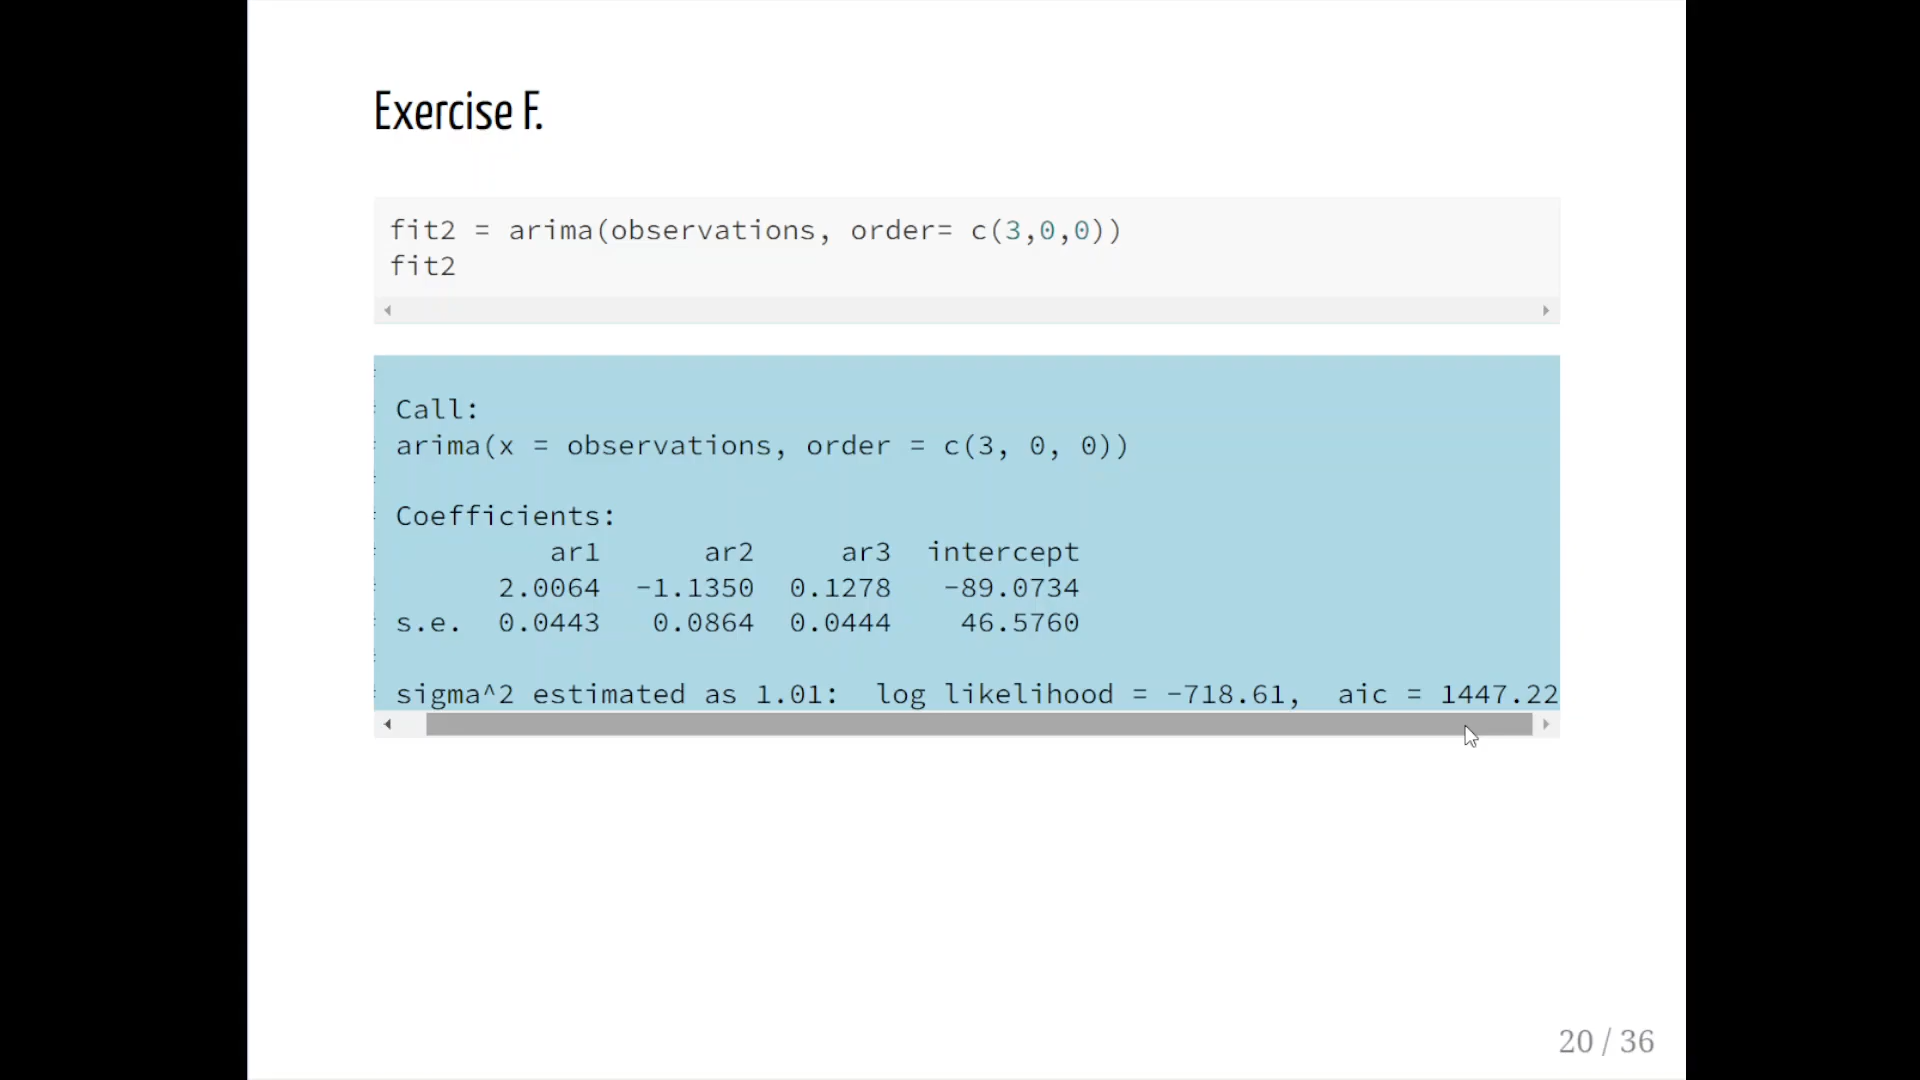 Exercise F.
fit2 = arima(observations, order= c(3,0,0))
fit2
Call:
arima(x = observations, order = c(3, 0, 0))
Coefficients:
ar1 ar2 ar3 intercept
2.0064 -1.1350 0.1278 -89.0734
s.e. 0.0443 0.0864 0.0444 46.5760
sigma^2 estimated as 1.01: log likelihood = -718.61, aic = 1447.22
20 / 36